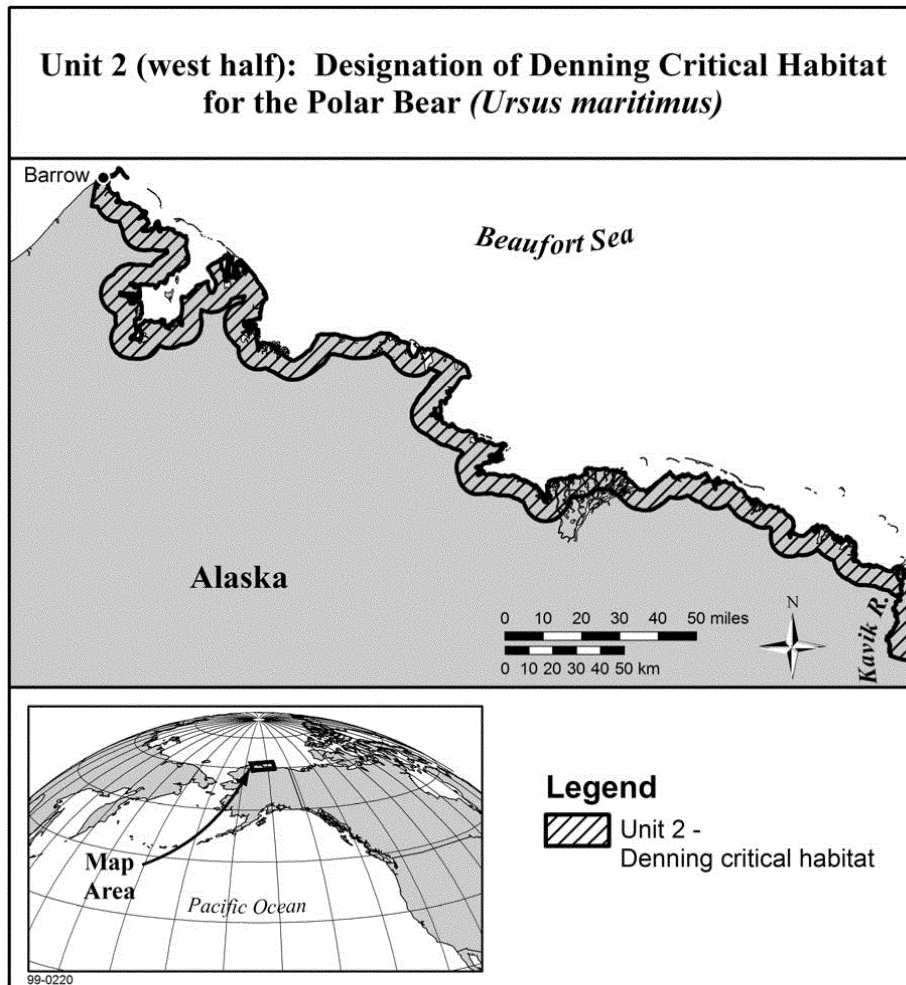 Unit 2 (west half): Designation of Denning Critical Habitat
for the Polar Bear (Ursus maritimus)
Barrow
Beaufort Sea
Alaska
0 10 20 30 40 50 miles
0 10 20 30 40 50 km
N
Kavik R.
Map
Area
Pacific Ocean
Legend
Unit 2 -
Denning critical habitat
99-0220